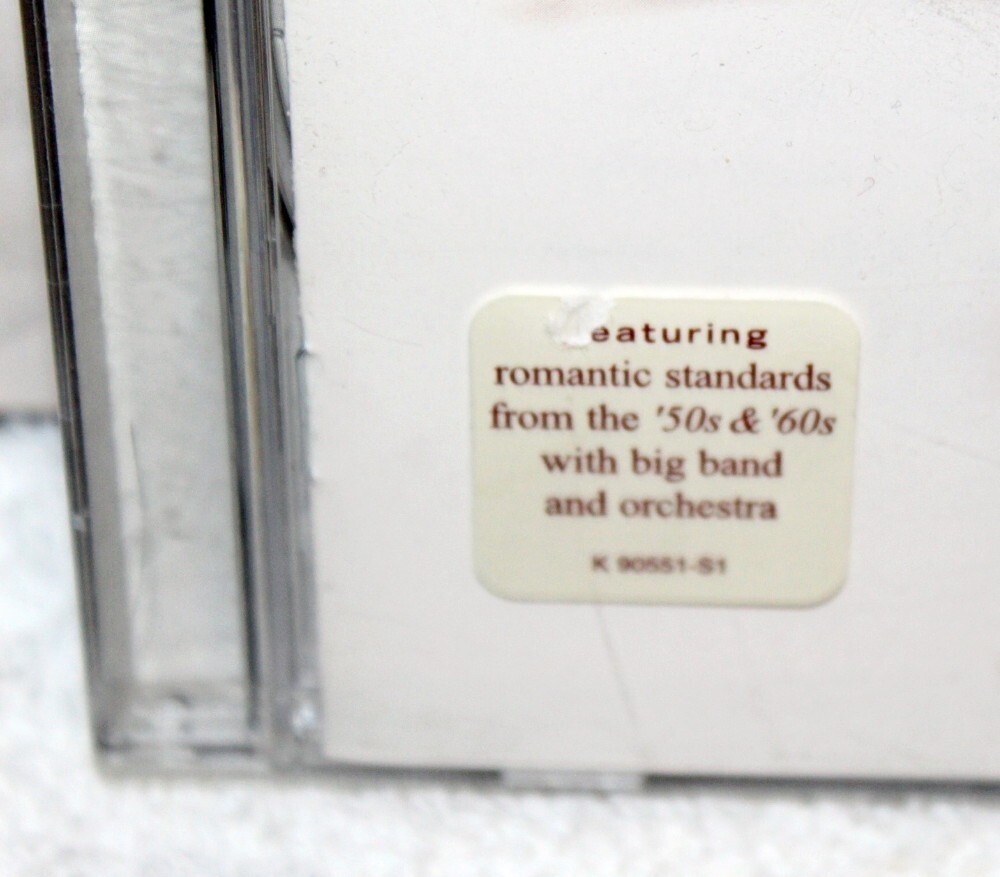 eaturing
romantic standards
from the '50s & '60s
with big band
and orchestra
K 90551-S1